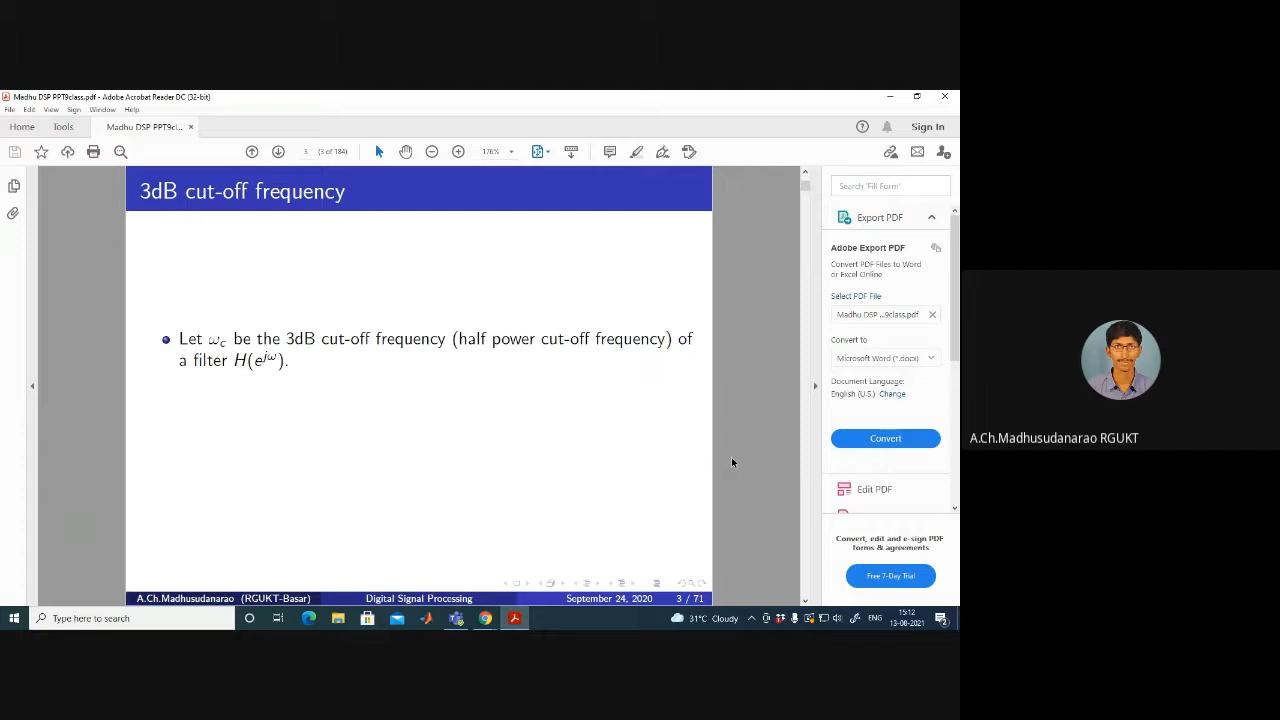 Madhu DSP PPT9class.pdf - Adobe Acrobat Reader DC (32-bit)
File Edit View Sign Window Help
Home Tools Madhu DSP PPT9cl... × Sign In
3 (3 of 184) 176%
3dB cut-off frequency
Let ωc be the 3dB cut-off frequency (half power cut-off frequency) of
a filter H(e^jω).
A.Ch.Madhusudanarao (RGUKT-Basar) Digital Signal Processing September 24, 2020 3 / 71
Search 'Fill Form'
Export PDF
Adobe Export PDF
Convert PDF Files to Word
or Excel Online
Select PDF File
Madhu DSP ...9class.pdf
Convert to
Microsoft Word (*.docx)
Document Language:
English (U.S.) Change
Convert
Edit PDF
Convert, edit and e-sign PDF
forms & agreements
Free 7-Day Trial
Type here to search
31°C Cloudy ENG 15:12
13-08-2021
2
A.Ch.Madhusudanarao RGUKT